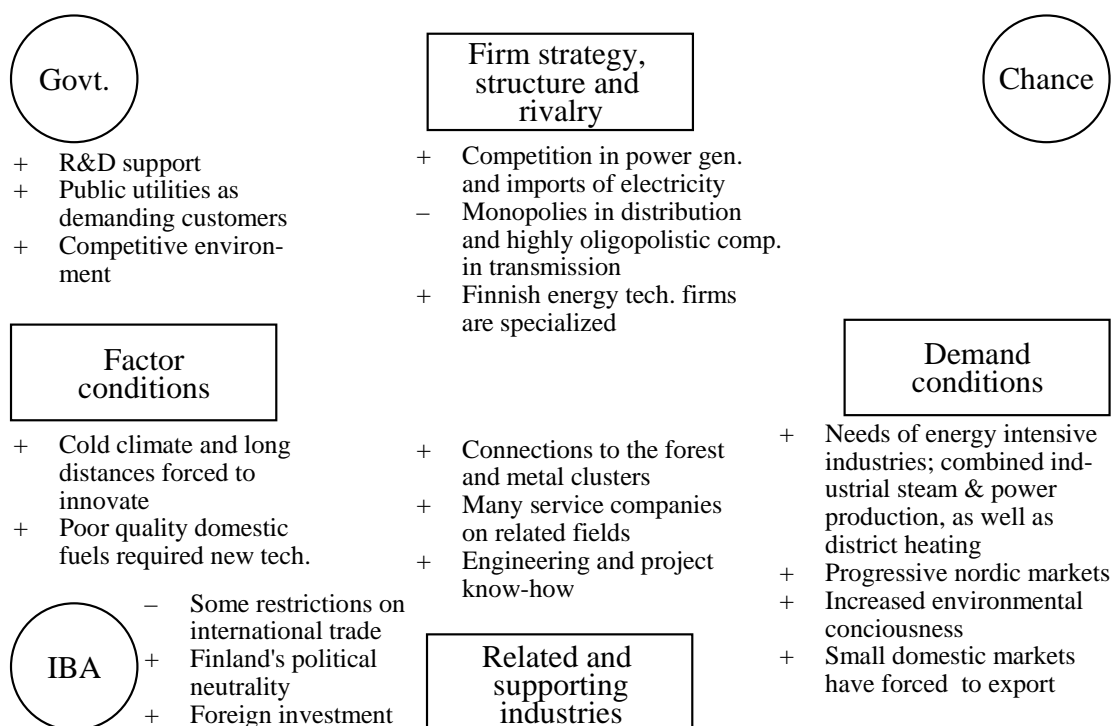 Govt.
+ R&D support
+ Public utilities as
demanding customers
+ Competitive environ-
ment
Firm strategy,
structure and
rivalry
+ Competition in power gen.
and imports of electricity
– Monopolies in distribution
and highly oligopolistic comp.
in transmission
+ Finnish energy tech. firms
are specialized
Chance
Factor
conditions
+ Cold climate and long
distances forced to
innovate
+ Poor quality domestic
fuels required new tech.
+ Connections to the forest
and metal clusters
+ Many service companies
on related fields
+ Engineering and project
know-how
Related and
supporting
industries
Demand
conditions
+ Needs of energy intensive
industries; combined ind-
ustrial steam & power
production, as well as
district heating
+ Progressive nordic markets
+ Increased environmental
conciousness
+ Small domestic markets
have forced to export
IBA
– Some restrictions on
international trade
+ Finland's political
neutrality
+ Foreign investment